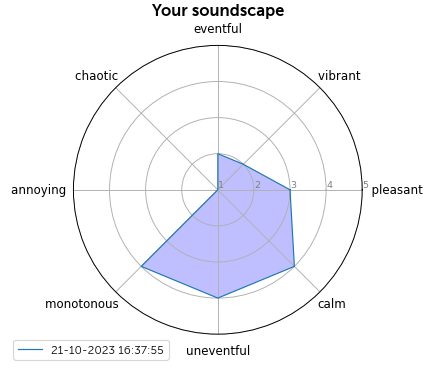 Your soundscape
eventful
chaotic
vibrant
annoying
1 2 3 4 5
pleasant
monotonous
calm
uneventful
21-10-2023 16:37:55